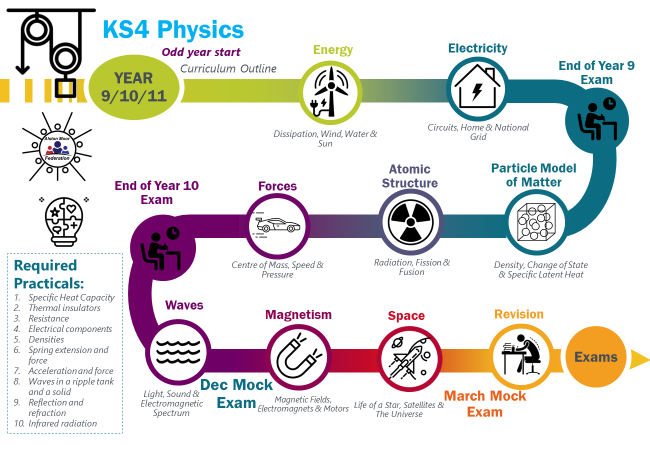 KS4 Physics
Odd year start
Curriculum Outline
YEAR
9/10/11
Energy
Dissipation, Wind, Water &
Sun
Electricity
Circuits, Home & National
Grid
End of Year 9
Exam
Particle Model
of Matter
Density, Change of State
& Specific Latent Heat
Atomic
Structure
Radiation, Fission &
Fusion
Forces
Centre of Mass, Speed &
Pressure
End of Year 10
Exam
Waves
Light, Sound &
Electromagnetic
Spectrum
Dec Mock
Exam
Magnetism
Magnetic Fields,
Electromagnets & Motors
Space
Life of a Star, Satellites &
The Universe
March Mock
Exam
Revision
Exams
Alston Moor
Federation
Required
Practicals:
1. Specific Heat Capacity
2. Thermal insulators
3. Resistance
4. Electrical components
5. Densities
6. Spring extension and
force
7. Acceleration and force
8. Waves in a ripple tank
and a solid
9. Reflection and
refraction
10. Infrared radiation